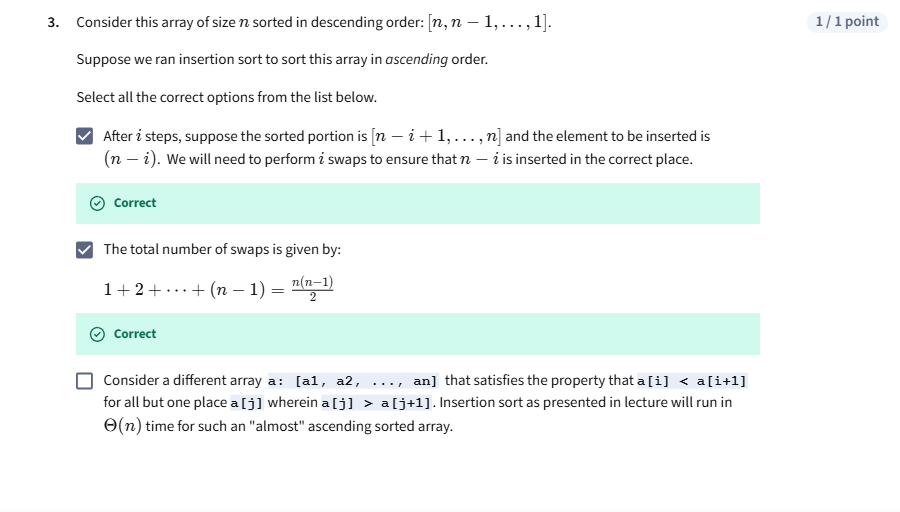 3. Consider this array of size n sorted in descending order: [n, n − 1, . . . , 1].
1 / 1 point
Suppose we ran insertion sort to sort this array in ascending order.
Select all the correct options from the list below.
After i steps, suppose the sorted portion is [n − i + 1, . . . , n] and the element to be inserted is
(n − i). We will need to perform i swaps to ensure that n − i is inserted in the correct place.
Correct
The total number of swaps is given by:
1 + 2 + · · · + (n − 1) = n(n−1)/2
Correct
Consider a different array a: [a1, a2, ..., an] that satisfies the property that a[i] < a[i+1]
for all but one place a[j] wherein a[j] > a[j+1]. Insertion sort as presented in lecture will run in
Θ(n) time for such an "almost" ascending sorted array.